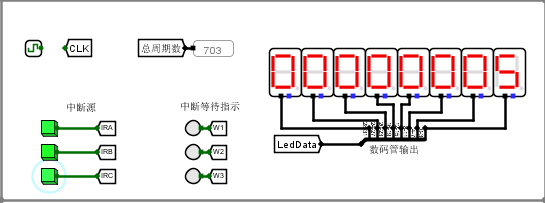 CLK
总周期数 703
70000005
中断源
中断等待指示
IRA
W1
IRB
W2
IRC
W3
LedData
数码管输出